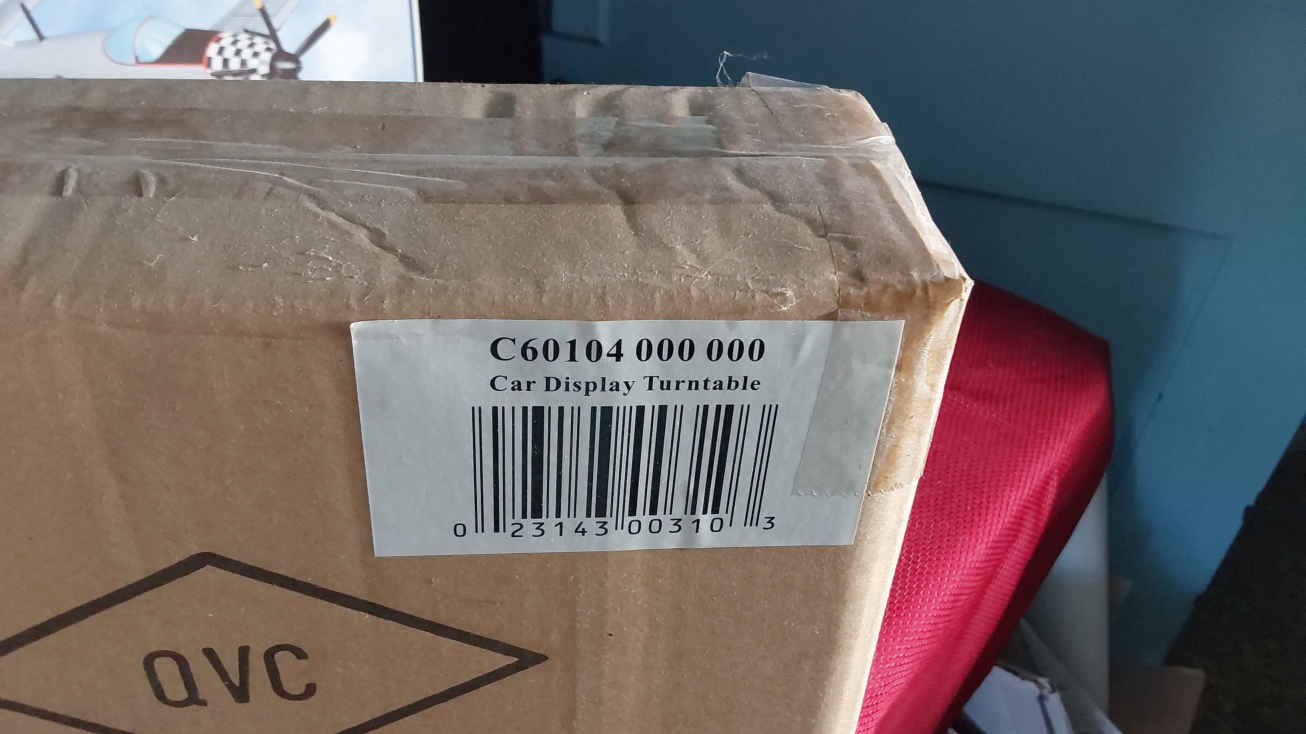 C60104 000 000
Car Display Turntable
0 23143 00310 3
QVC